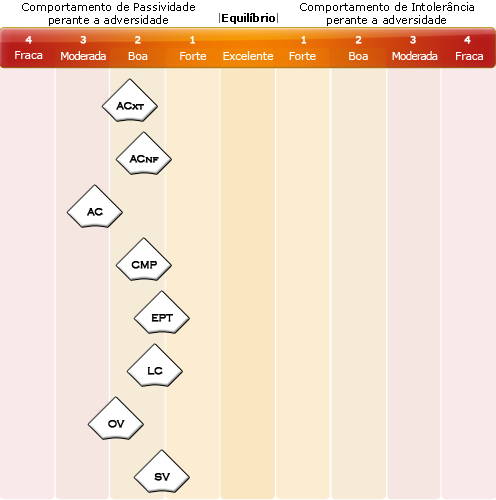 Comportamento de Passividade
perante a adversidade
|Equilíbrio|
Comportamento de Intolerância
perante a adversidade
4 3 2 1 1 2 3 4
Fraca Moderada Boa Forte Excelente Forte Boa Moderada Fraca
ACXT
ACNF
AC
CMP
EPT
LC
OV
SV